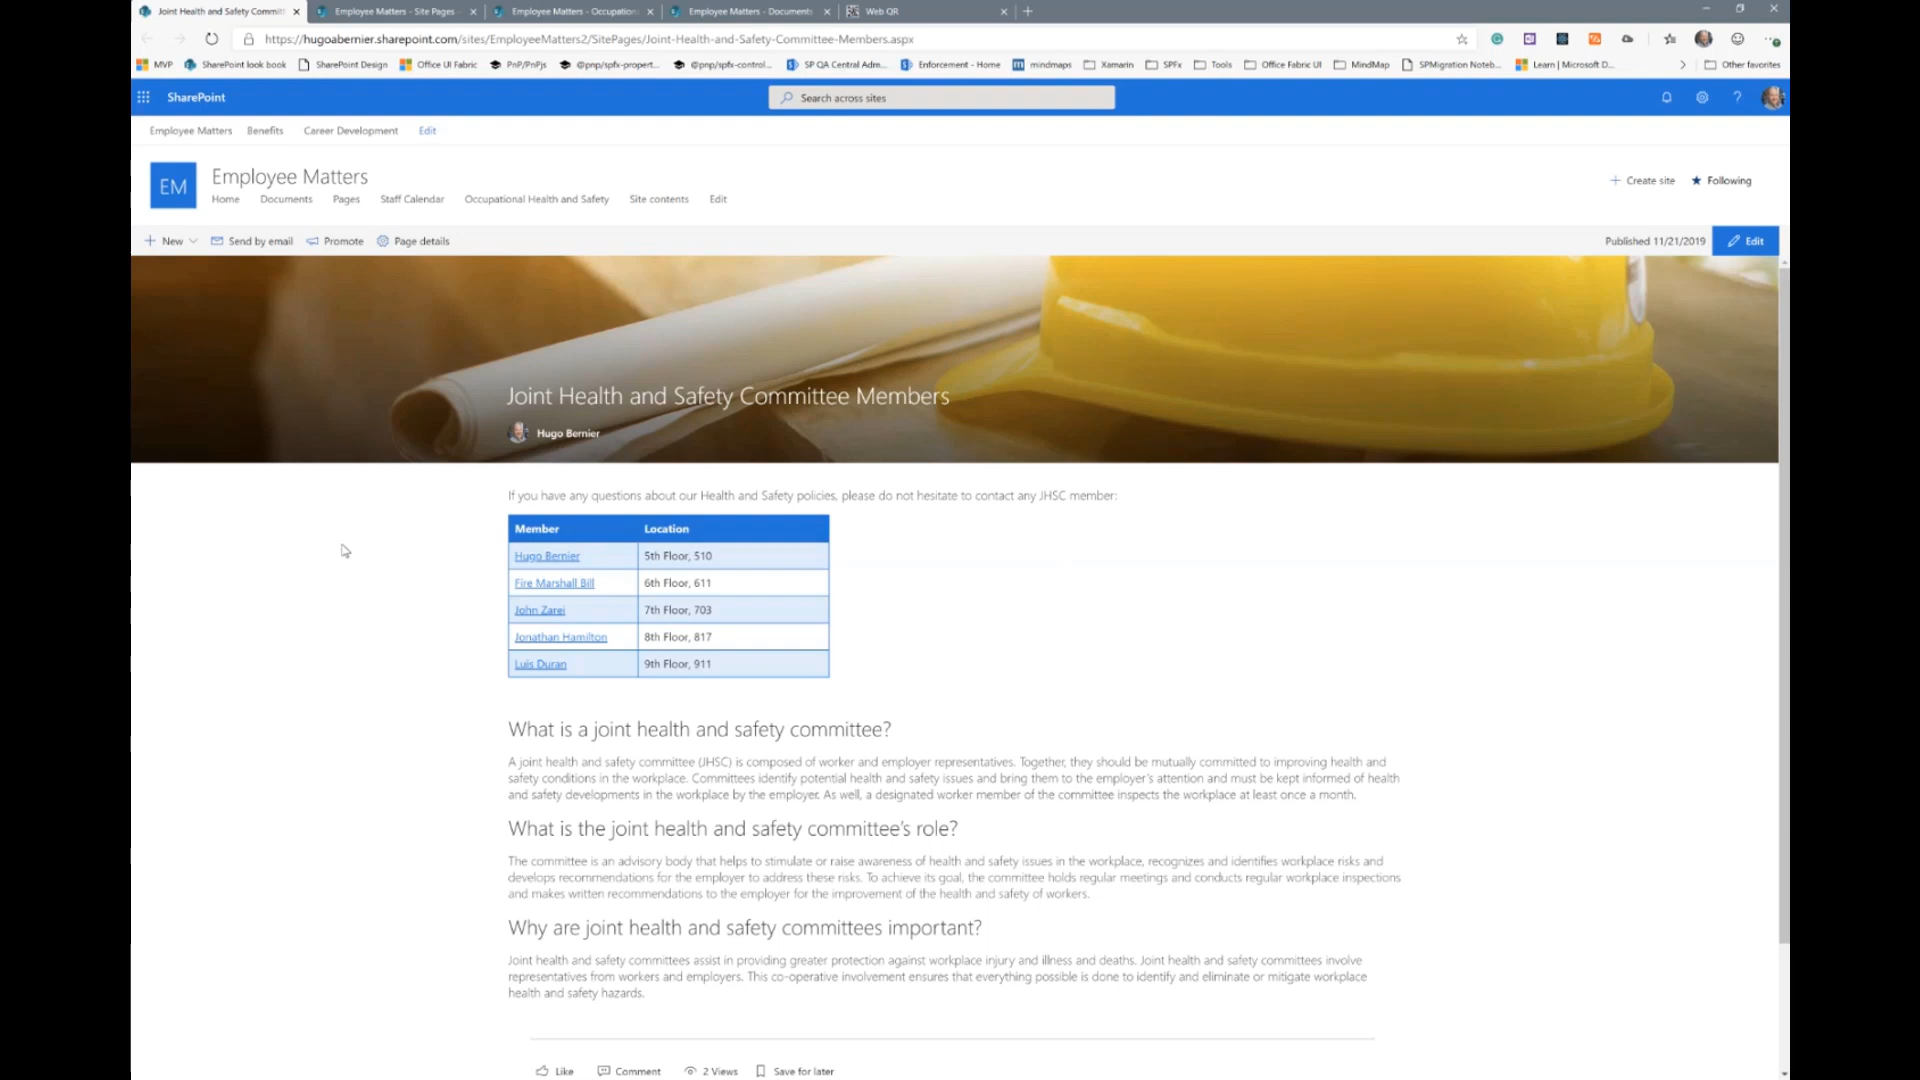 Joint Health and Safety Committ
Employee Matters - Site Pages
Employee Matters - Occupation
Employee Matters - Documents
Web QR
https://hugoabernier.sharepoint.com/sites/EmployeeMatters2/SitePages/Joint-Health-and-Safety-Committee-Members.aspx
MVP
SharePoint look book
SharePoint Design
Office UI Fabric
PnP/PnPjs
@pnp/spfx-propert...
@pnp/spfx-control...
SP QA Central Adm...
Enforcement - Home
mindmaps
Xamarin
SPFx
Tools
Office Fabric UI
MindMap
SPMigration Noteb...
Learn | Microsoft D...
Other favorites
SharePoint
Search across sites
Employee Matters Benefits Career Development Edit
EM
Employee Matters
Home Documents Pages Staff Calendar Occupational Health and Safety Site contents Edit
Create site
Following
New Send by email Promote Page details
Published 11/21/2019
Edit
Joint Health and Safety Committee Members
Hugo Bernier
If you have any questions about our Health and Safety policies, please do not hesitate to contact any JHSC member:
Member Location
Hugo Bernier 5th Floor, 510
Fire Marshall Bill 6th Floor, 611
John Zarei 7th Floor, 703
Jonathan Hamilton 8th Floor, 817
Luis Duran 9th Floor, 911
What is a joint health and safety committee?
A joint health and safety committee (JHSC) is composed of worker and employer representatives. Together, they should be mutually committed to improving health and
safety conditions in the workplace. Committees identify potential health and safety issues and bring them to the employer's attention and must be kept informed of health
and safety developments in the workplace by the employer. As well, a designated worker member of the committee inspects the workplace at least once a month.
What is the joint health and safety committee's role?
The committee is an advisory body that helps to stimulate or raise awareness of health and safety issues in the workplace, recognizes and identifies workplace risks and
develops recommendations for the employer to address these risks. To achieve its goal, the committee holds regular meetings and conducts regular workplace inspections
and makes written recommendations to the employer for the improvement of the health and safety of workers.
Why are joint health and safety committees important?
Joint health and safety committees assist in providing greater protection against workplace injury and illness and deaths. Joint health and safety committees involve
representatives from workers and employers. This co-operative involvement ensures that everything possible is done to identify and eliminate or mitigate workplace
health and safety hazards.
Like Comment 2 Views Save for later